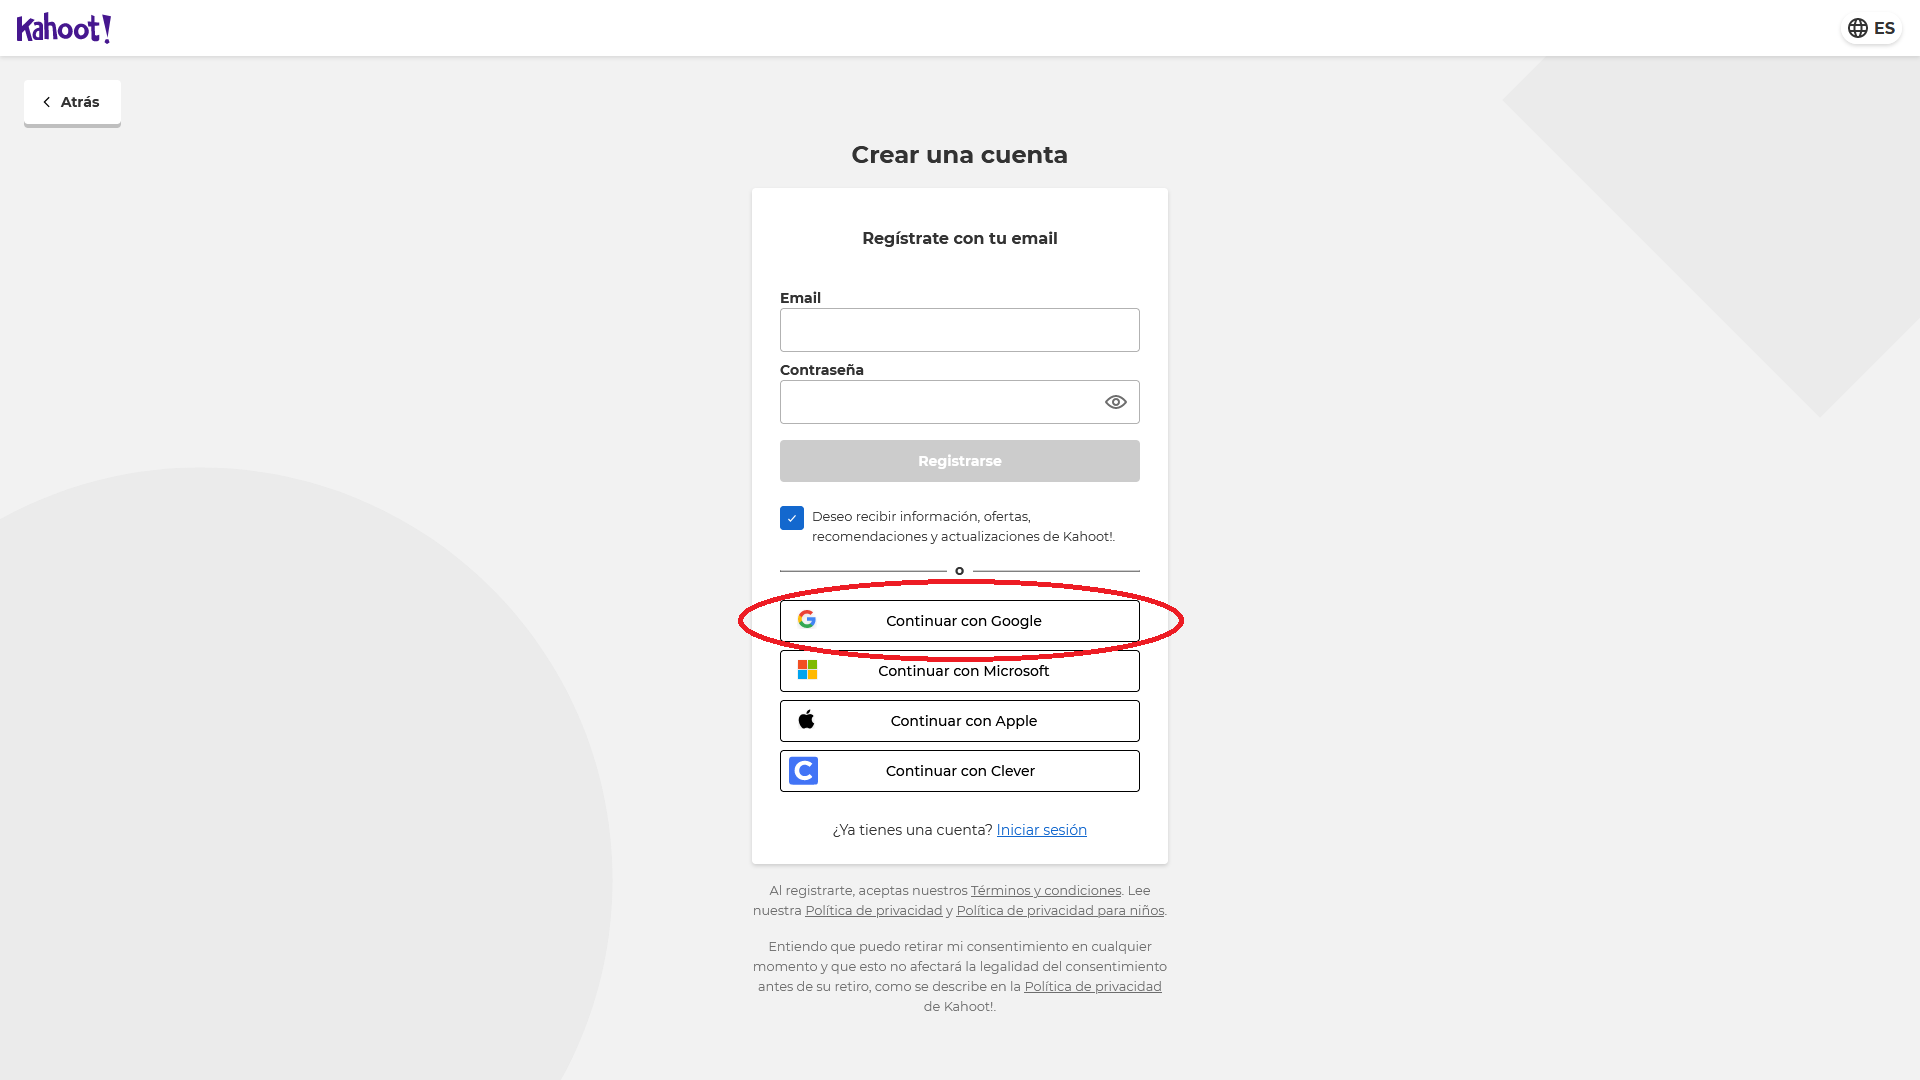 Kahoot!
ES
Atrás
Crear una cuenta
Regístrate con tu email
Email
Contraseña
Registrarse
Deseo recibir información, ofertas,
recomendaciones y actualizaciones de Kahoot!.
o
Continuar con Google
Continuar con Microsoft
Continuar con Apple
C
Continuar con Clever
¿Ya tienes una cuenta? Iniciar sesión
Al registrarte, aceptas nuestros Términos y condiciones. Lee
nuestra Política de privacidad y Política de privacidad para niños.
Entiendo que puedo retirar mi consentimiento en cualquier
momento y que esto no afectará la legalidad del consentimiento
antes de su retiro, como se describe en la Política de privacidad
de Kahoot!.